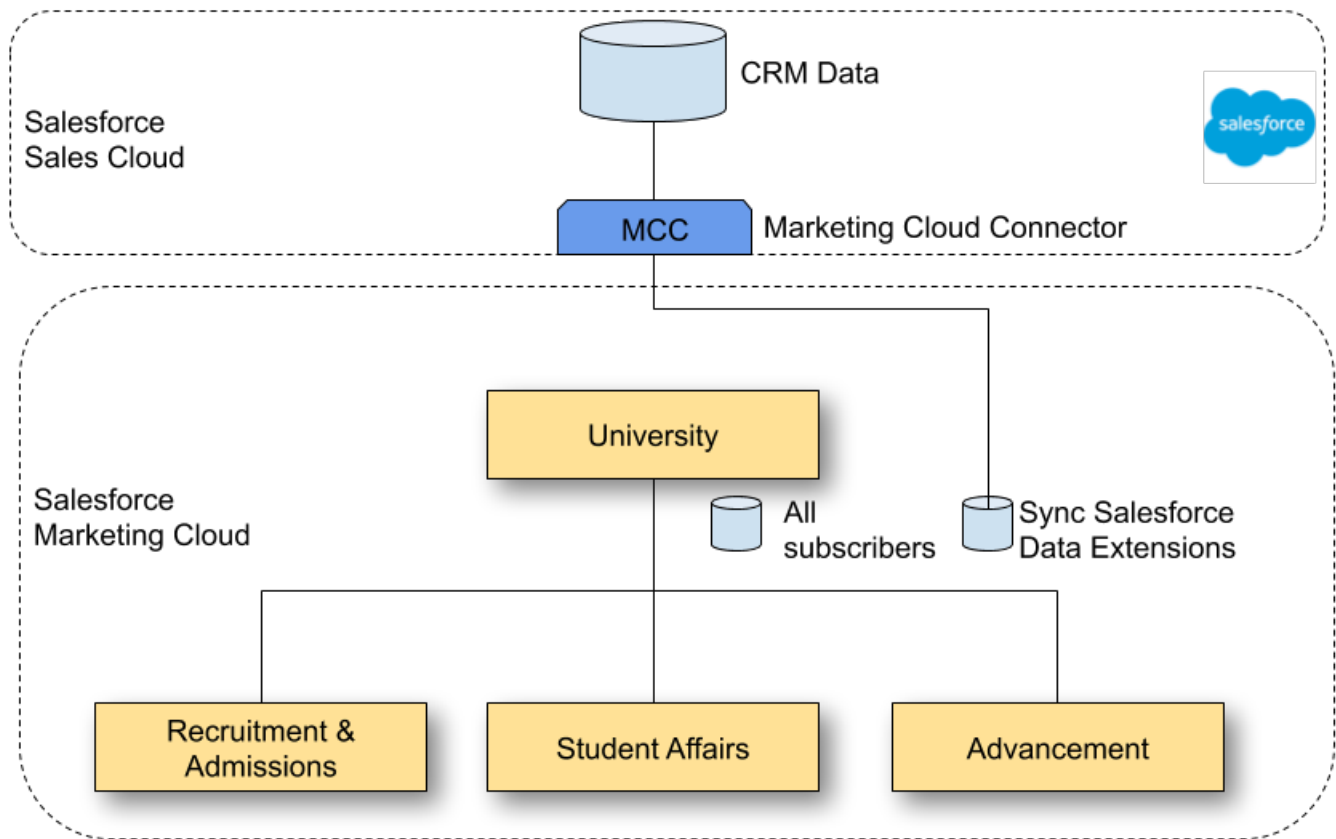 CRM Data
Salesforce
Sales Cloud
salesforce
MCC
Marketing Cloud Connector
University
Salesforce
Marketing Cloud
All
subscribers
Sync Salesforce
Data Extensions
Recruitment &
Admissions
Student Affairs
Advancement